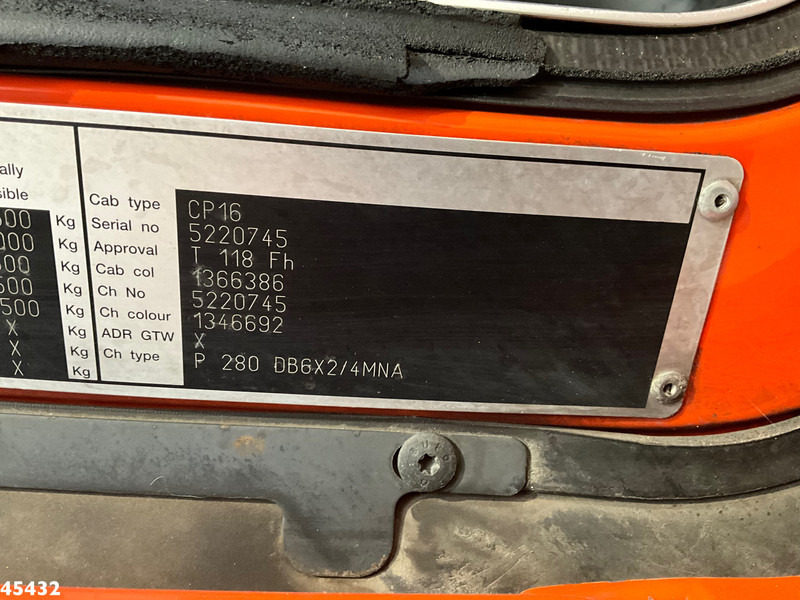 ally
sible
500 Kg
000 Kg
Kg
500 Kg
500 Kg
X Kg
X Kg
X Kg
Cab type CP16
Serial no 5220745
Approval T 118 Fh
Cab col 1366386
Ch No 5220745
Ch colour 1346692
ADR GTW X
Ch type P 280 DB6X2/4MNA
45432